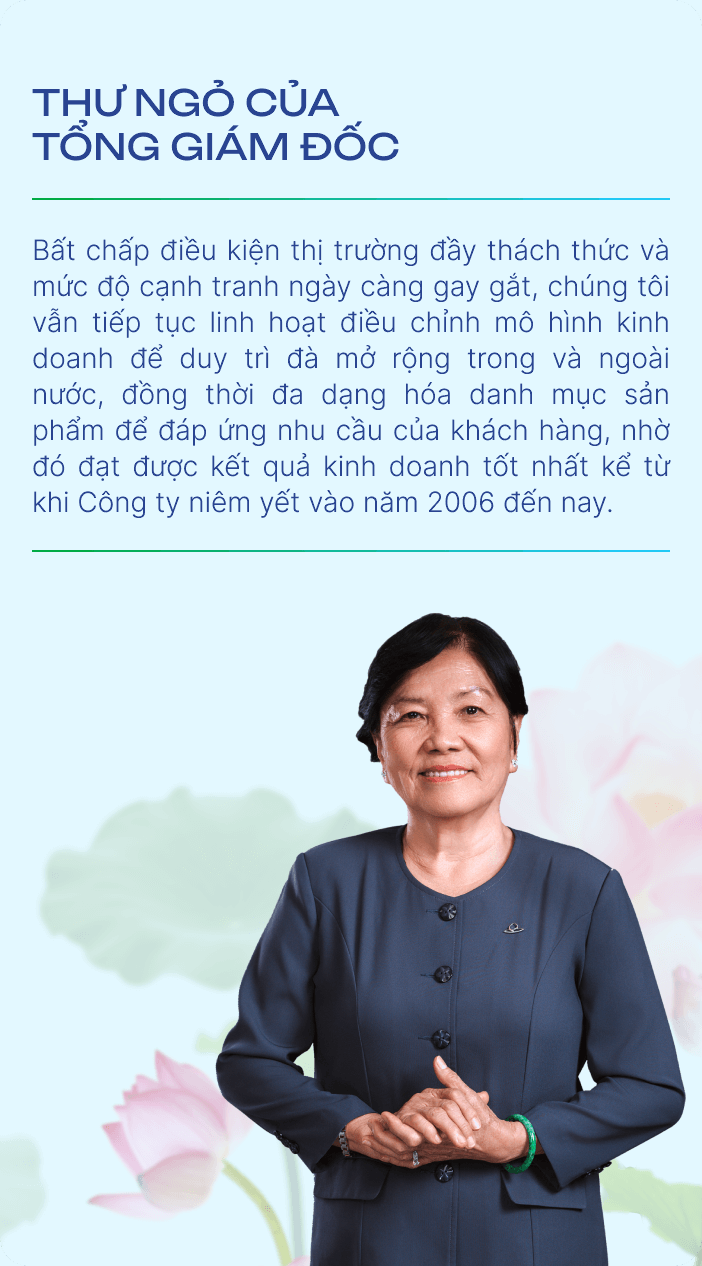 THƯ NGỎ CỦA
TỔNG GIÁM ĐỐC
Bất chấp điều kiện thị trường đầy thách thức và
mức độ cạnh tranh ngày càng gay gắt, chúng tôi
vẫn tiếp tục linh hoạt điều chỉnh mô hình kinh
doanh để duy trì đà mở rộng trong và ngoài
nước, đồng thời đa dạng hóa danh mục sản
phẩm để đáp ứng nhu cầu của khách hàng, nhờ
đó đạt được kết quả kinh doanh tốt nhất kể từ
khi Công ty niêm yết vào năm 2006 đến nay.